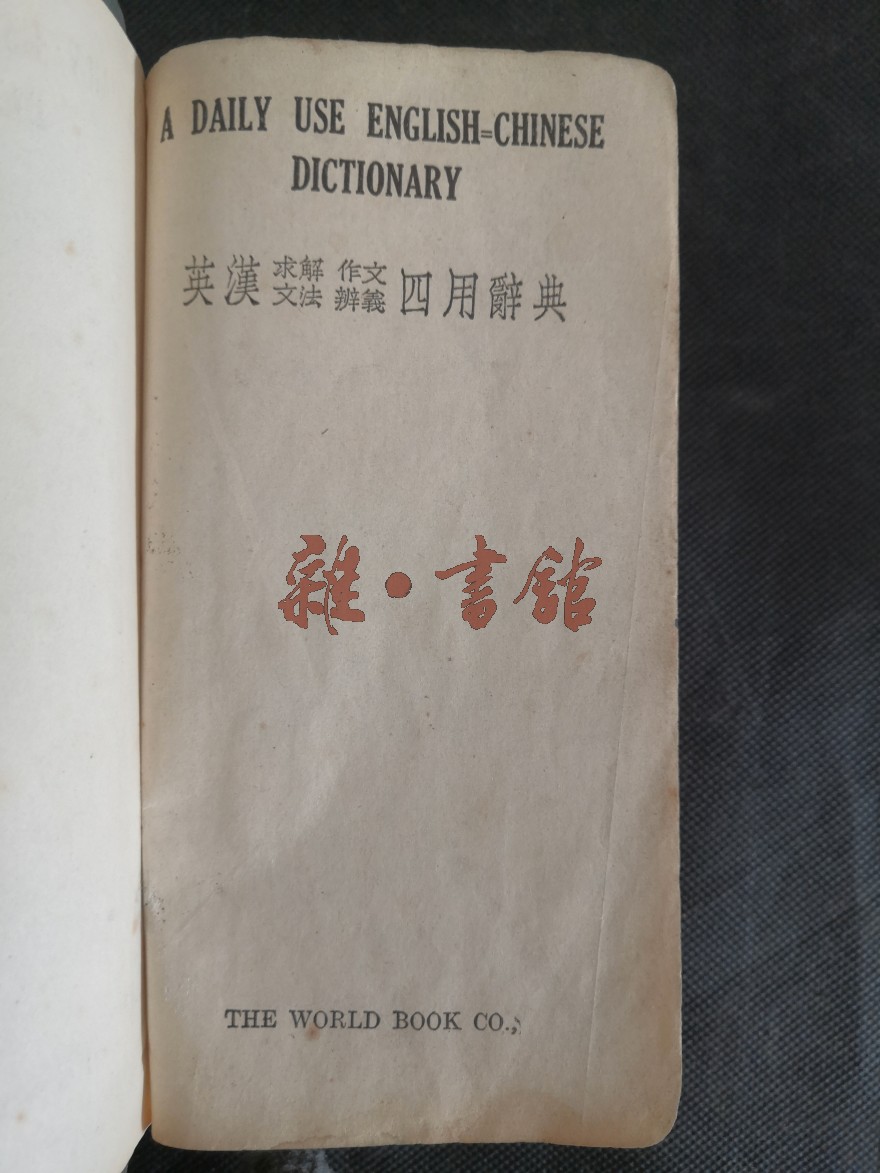 A DAILY USE ENGLISH=CHINESE
DICTIONARY
英漢 求解 作文 文法 辨義 四用辭典
雜·書館
THE WORLD BOOK CO.,